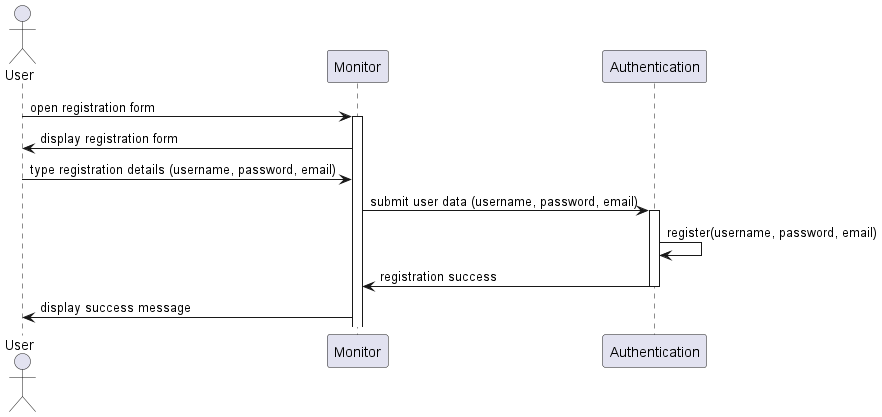 User
Monitor
Authentication
open registration form
display registration form
type registration details (username, password, email)
submit user data (username, password, email)
register(username, password, email)
registration success
display success message
User
Monitor
Authentication